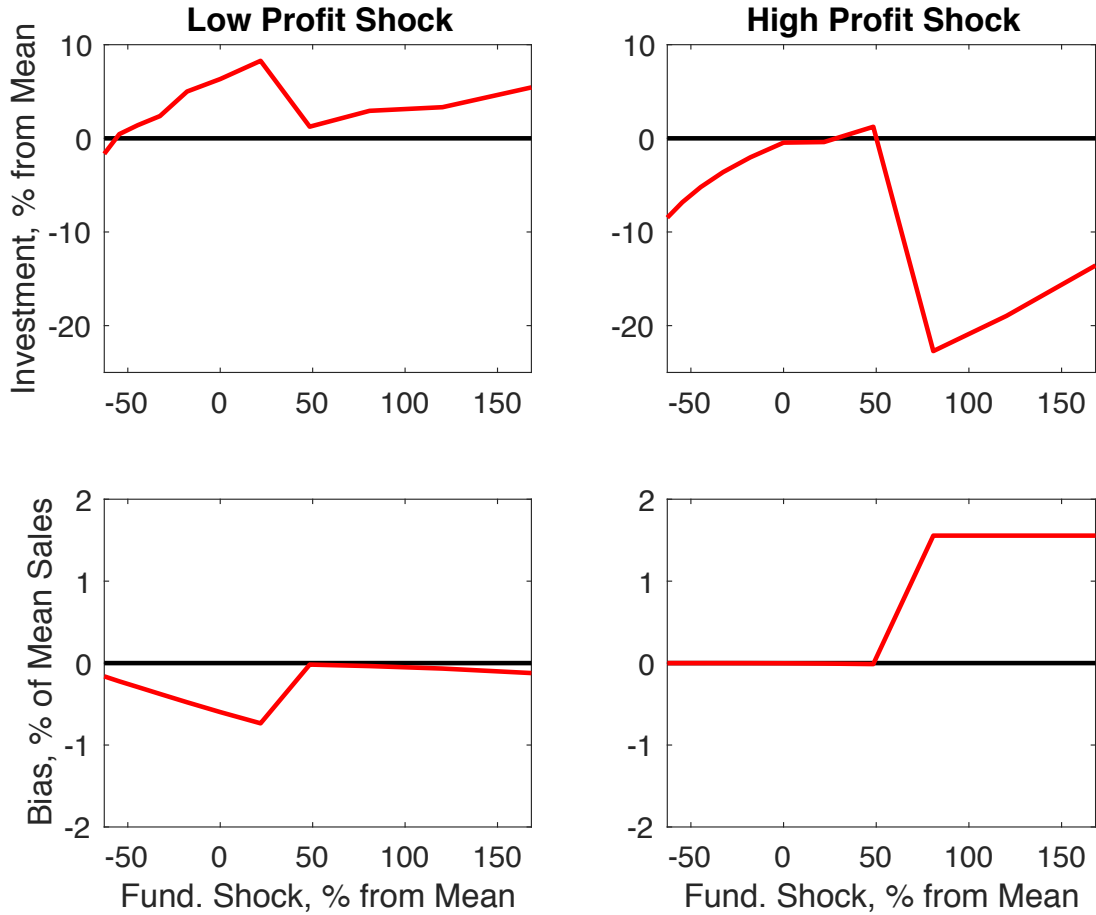 Low Profit Shock
High Profit Shock
Investment, % from Mean
10
0
-10
-20
-50 0 50 100 150
10
0
-10
-20
-50 0 50 100 150
Bias, % of Mean Sales
2
1
0
-1
-2
-50 0 50 100 150
Fund. Shock, % from Mean
2
1
0
-1
-2
-50 0 50 100 150
Fund. Shock, % from Mean